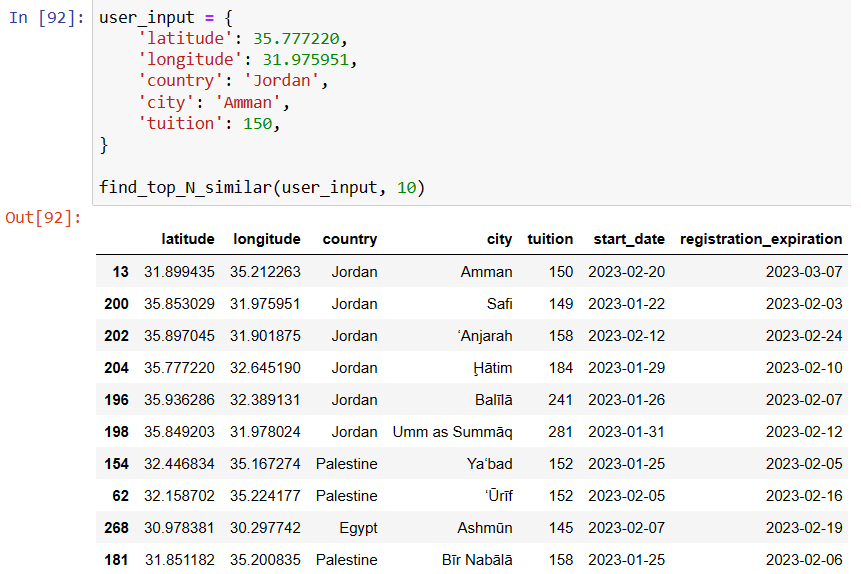 In [92]: user_input = {
'latitude': 35.777220,
'longitude': 31.975951,
'country': 'Jordan',
'city': 'Amman',
'tuition': 150,
}
find_top_N_similar(user_input, 10)
Out[92]:
latitude longitude country city tuition start_date registration_expiration
13 31.899435 35.212263 Jordan Amman 150 2023-02-20 2023-03-07
200 35.853029 31.975951 Jordan Safi 149 2023-01-22 2023-02-03
202 35.897045 31.901875 Jordan ‘Anjarah 158 2023-02-12 2023-02-24
204 35.777220 32.645190 Jordan Ḩātim 184 2023-01-29 2023-02-10
196 35.936286 32.389131 Jordan Balīlā 241 2023-01-26 2023-02-07
198 35.849203 31.978024 Jordan Umm as Summāq 281 2023-01-31 2023-02-12
154 32.446834 35.167274 Palestine Ya‘bad 152 2023-01-25 2023-02-05
62 32.158702 35.224177 Palestine ‘Ūrīf 152 2023-02-05 2023-02-16
268 30.978381 30.297742 Egypt Ashmūn 145 2023-02-07 2023-02-19
181 31.851182 35.200835 Palestine Bīr Nabālā 158 2023-01-25 2023-02-06